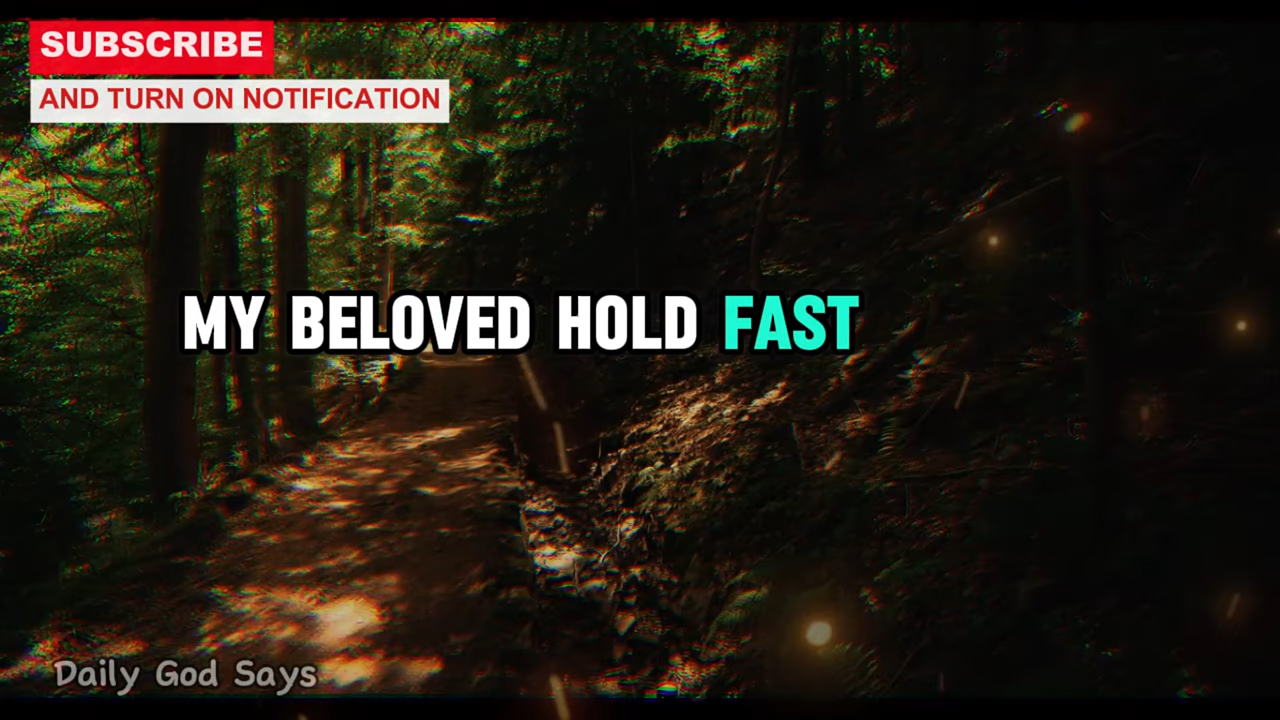 SUBSCRIBE
AND TURN ON NOTIFICATION
MY BELOVED HOLD FAST
Daily God Says